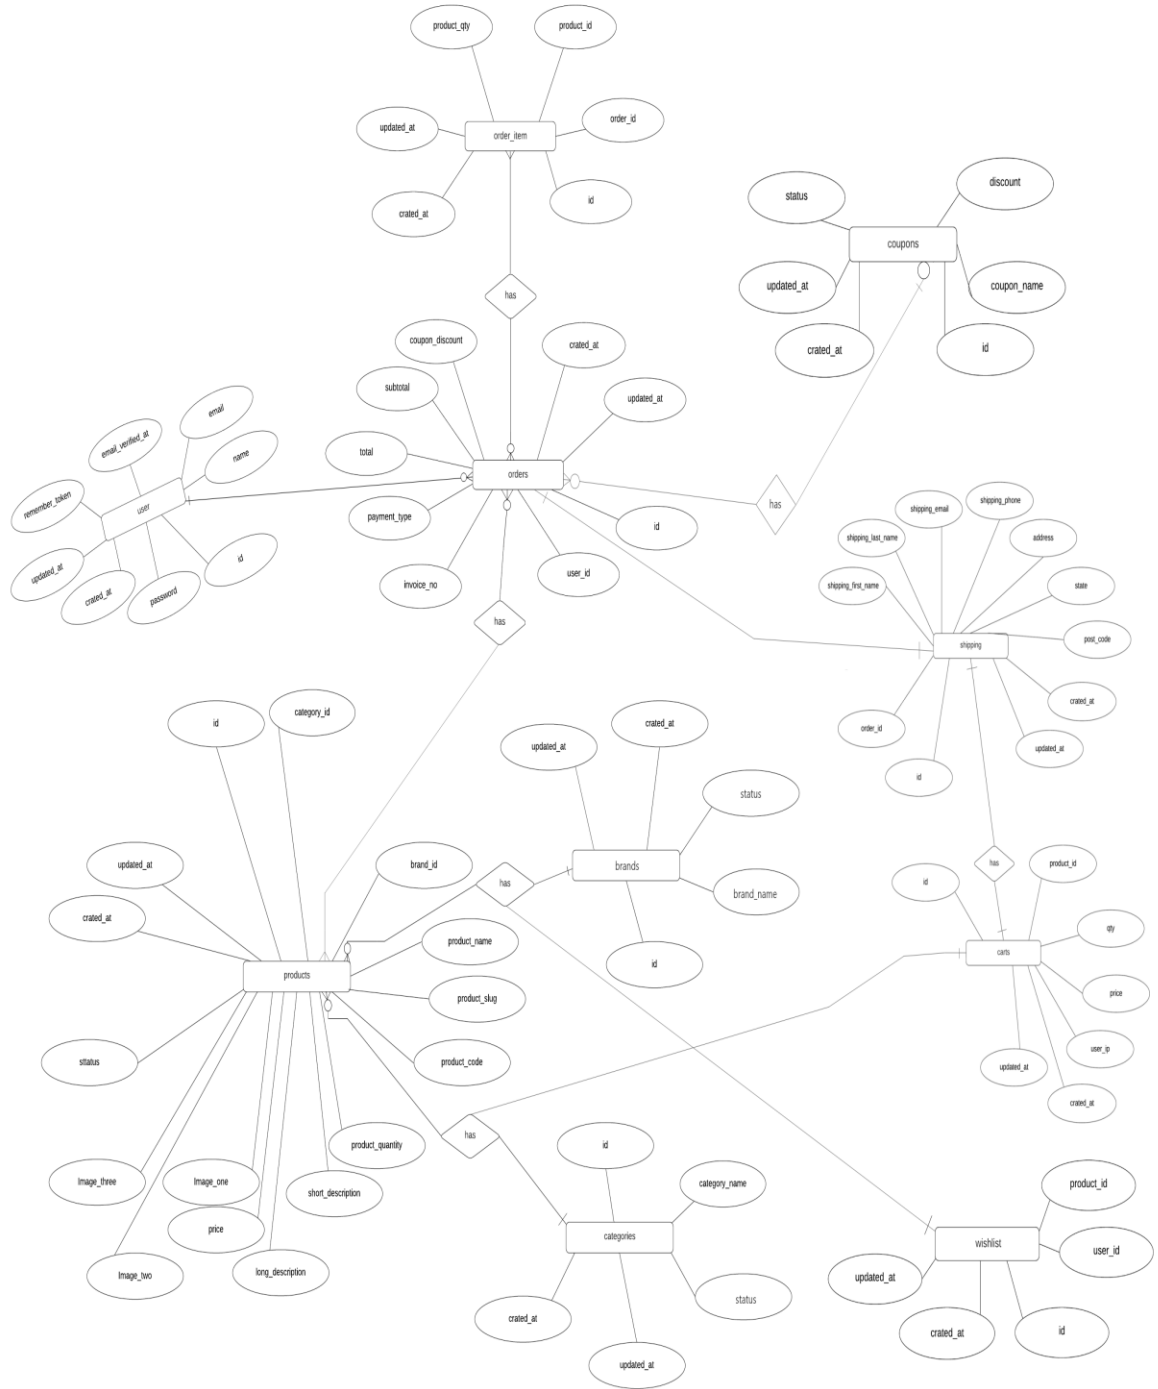 product_qty
product_id
updated_at
order_item
order_id
crated_at
id
status
discount
coupons
updated_at
coupon_name
crated_at
id
has
coupon_discount
crated_at
subtotal
updated_at
total
orders
payment_type
id
invoice_no
user_id
has
has
email
email_verified_at
name
remember_token
user
updated_at
crated_at
password
id
shipping_phone
shipping_email
shipping_last_name
address
shipping_first_name
state
shipping
post_code
crated_at
order_id
updated_at
id
id
category_id
updated_at
crated_at
brand_id
product_name
products
product_slug
sttatus
product_code
product_quantity
Image_three
Image_one
short_description
price
Image_two
long_description
updated_at
crated_at
status
has
brands
brand_name
id
has
id
product_id
qty
carts
price
user_ip
updated_at
crated_at
has
id
category_name
categories
status
crated_at
updated_at
product_id
wishlist
user_id
updated_at
crated_at
id